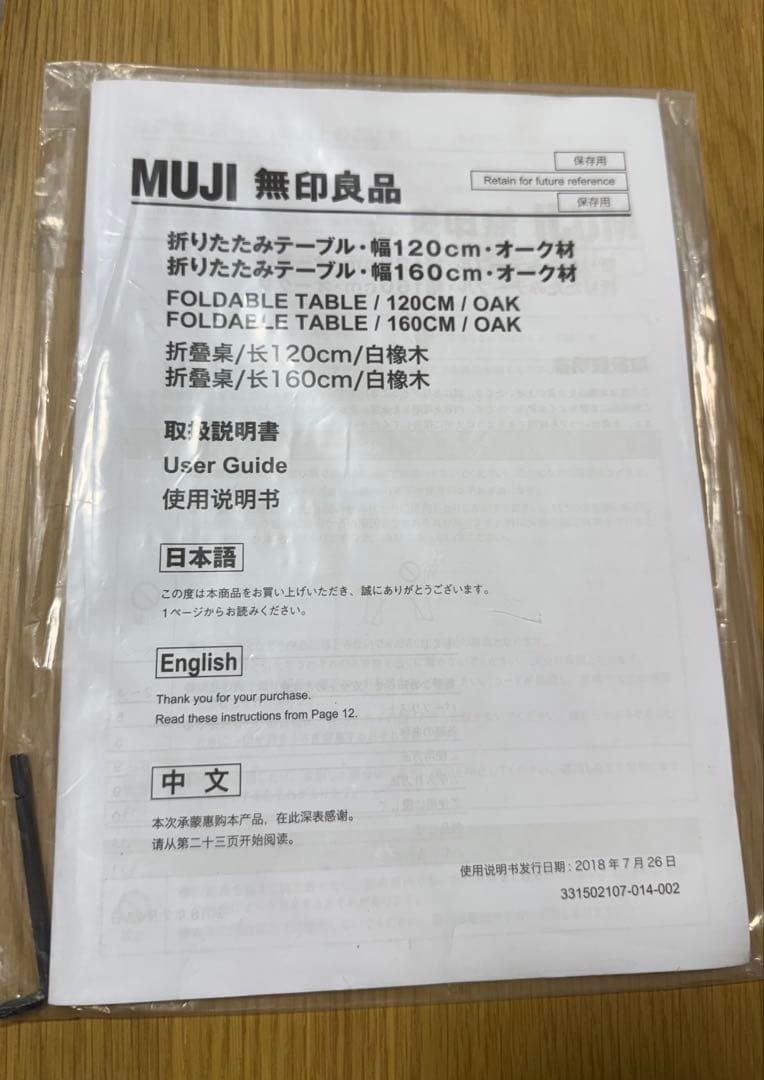 保存用
Retain for future reference
保存用
MUJI 無印良品
折りたたみテーブル・幅120cm・オーク材
折りたたみテーブル・幅160cm・オーク材
FOLDABLE TABLE / 120CM / OAK
FOLDABLE TABLE / 160CM / OAK
折叠桌/长120cm/白橡木
折叠桌/长160cm/白橡木
取扱説明書
User Guide
使用说明书
日本語
この度は本商品をお買い上げいただき、誠にありがとうございます。
1ページからお読みください。
English
Thank you for your purchase.
Read these instructions from Page 12.
中 文
本次承蒙惠购本产品，在此深表感谢。
请从第二十三页开始阅读。
使用说明书发行日期：2018年7月26日
331502107-014-002